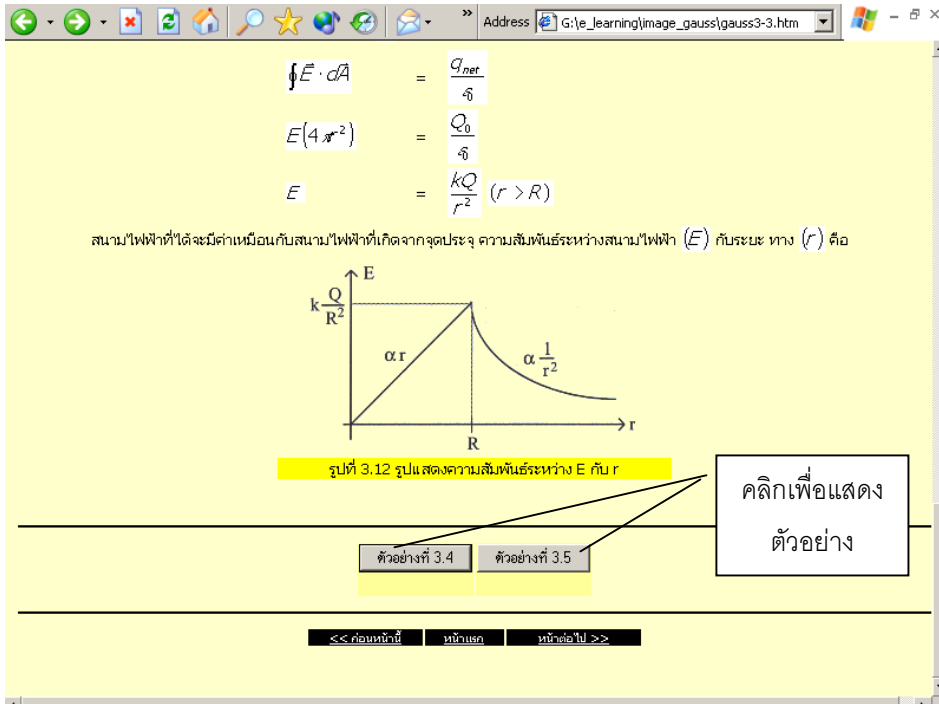 » Address G:\e_learning\image_gauss\gauss3-3.htm
∮E⃗ · dA⃗ = q_net / ε₀
E(4πr²) = Q₀ / ε₀
E = kQ / r² (r > R)
สนามไฟฟ้าที่ได้จะมีค่าเหมือนกับสนามไฟฟ้าที่เกิดจากจุดประจุ ความสัมพันธ์ระหว่างสนามไฟฟ้า (E) กับระยะ ทาง (r) คือ
E
k Q / R²
α r
α 1 / r²
r
R
รูปที่ 3.12 รูปแสดงความสัมพันธ์ระหว่าง E กับ r
คลิกเพื่อแสดง
ตัวอย่าง
ตัวอย่างที่ 3.4 ตัวอย่างที่ 3.5
<< ก่อนหน้านี้ หน้าแรก หน้าต่อไป >>